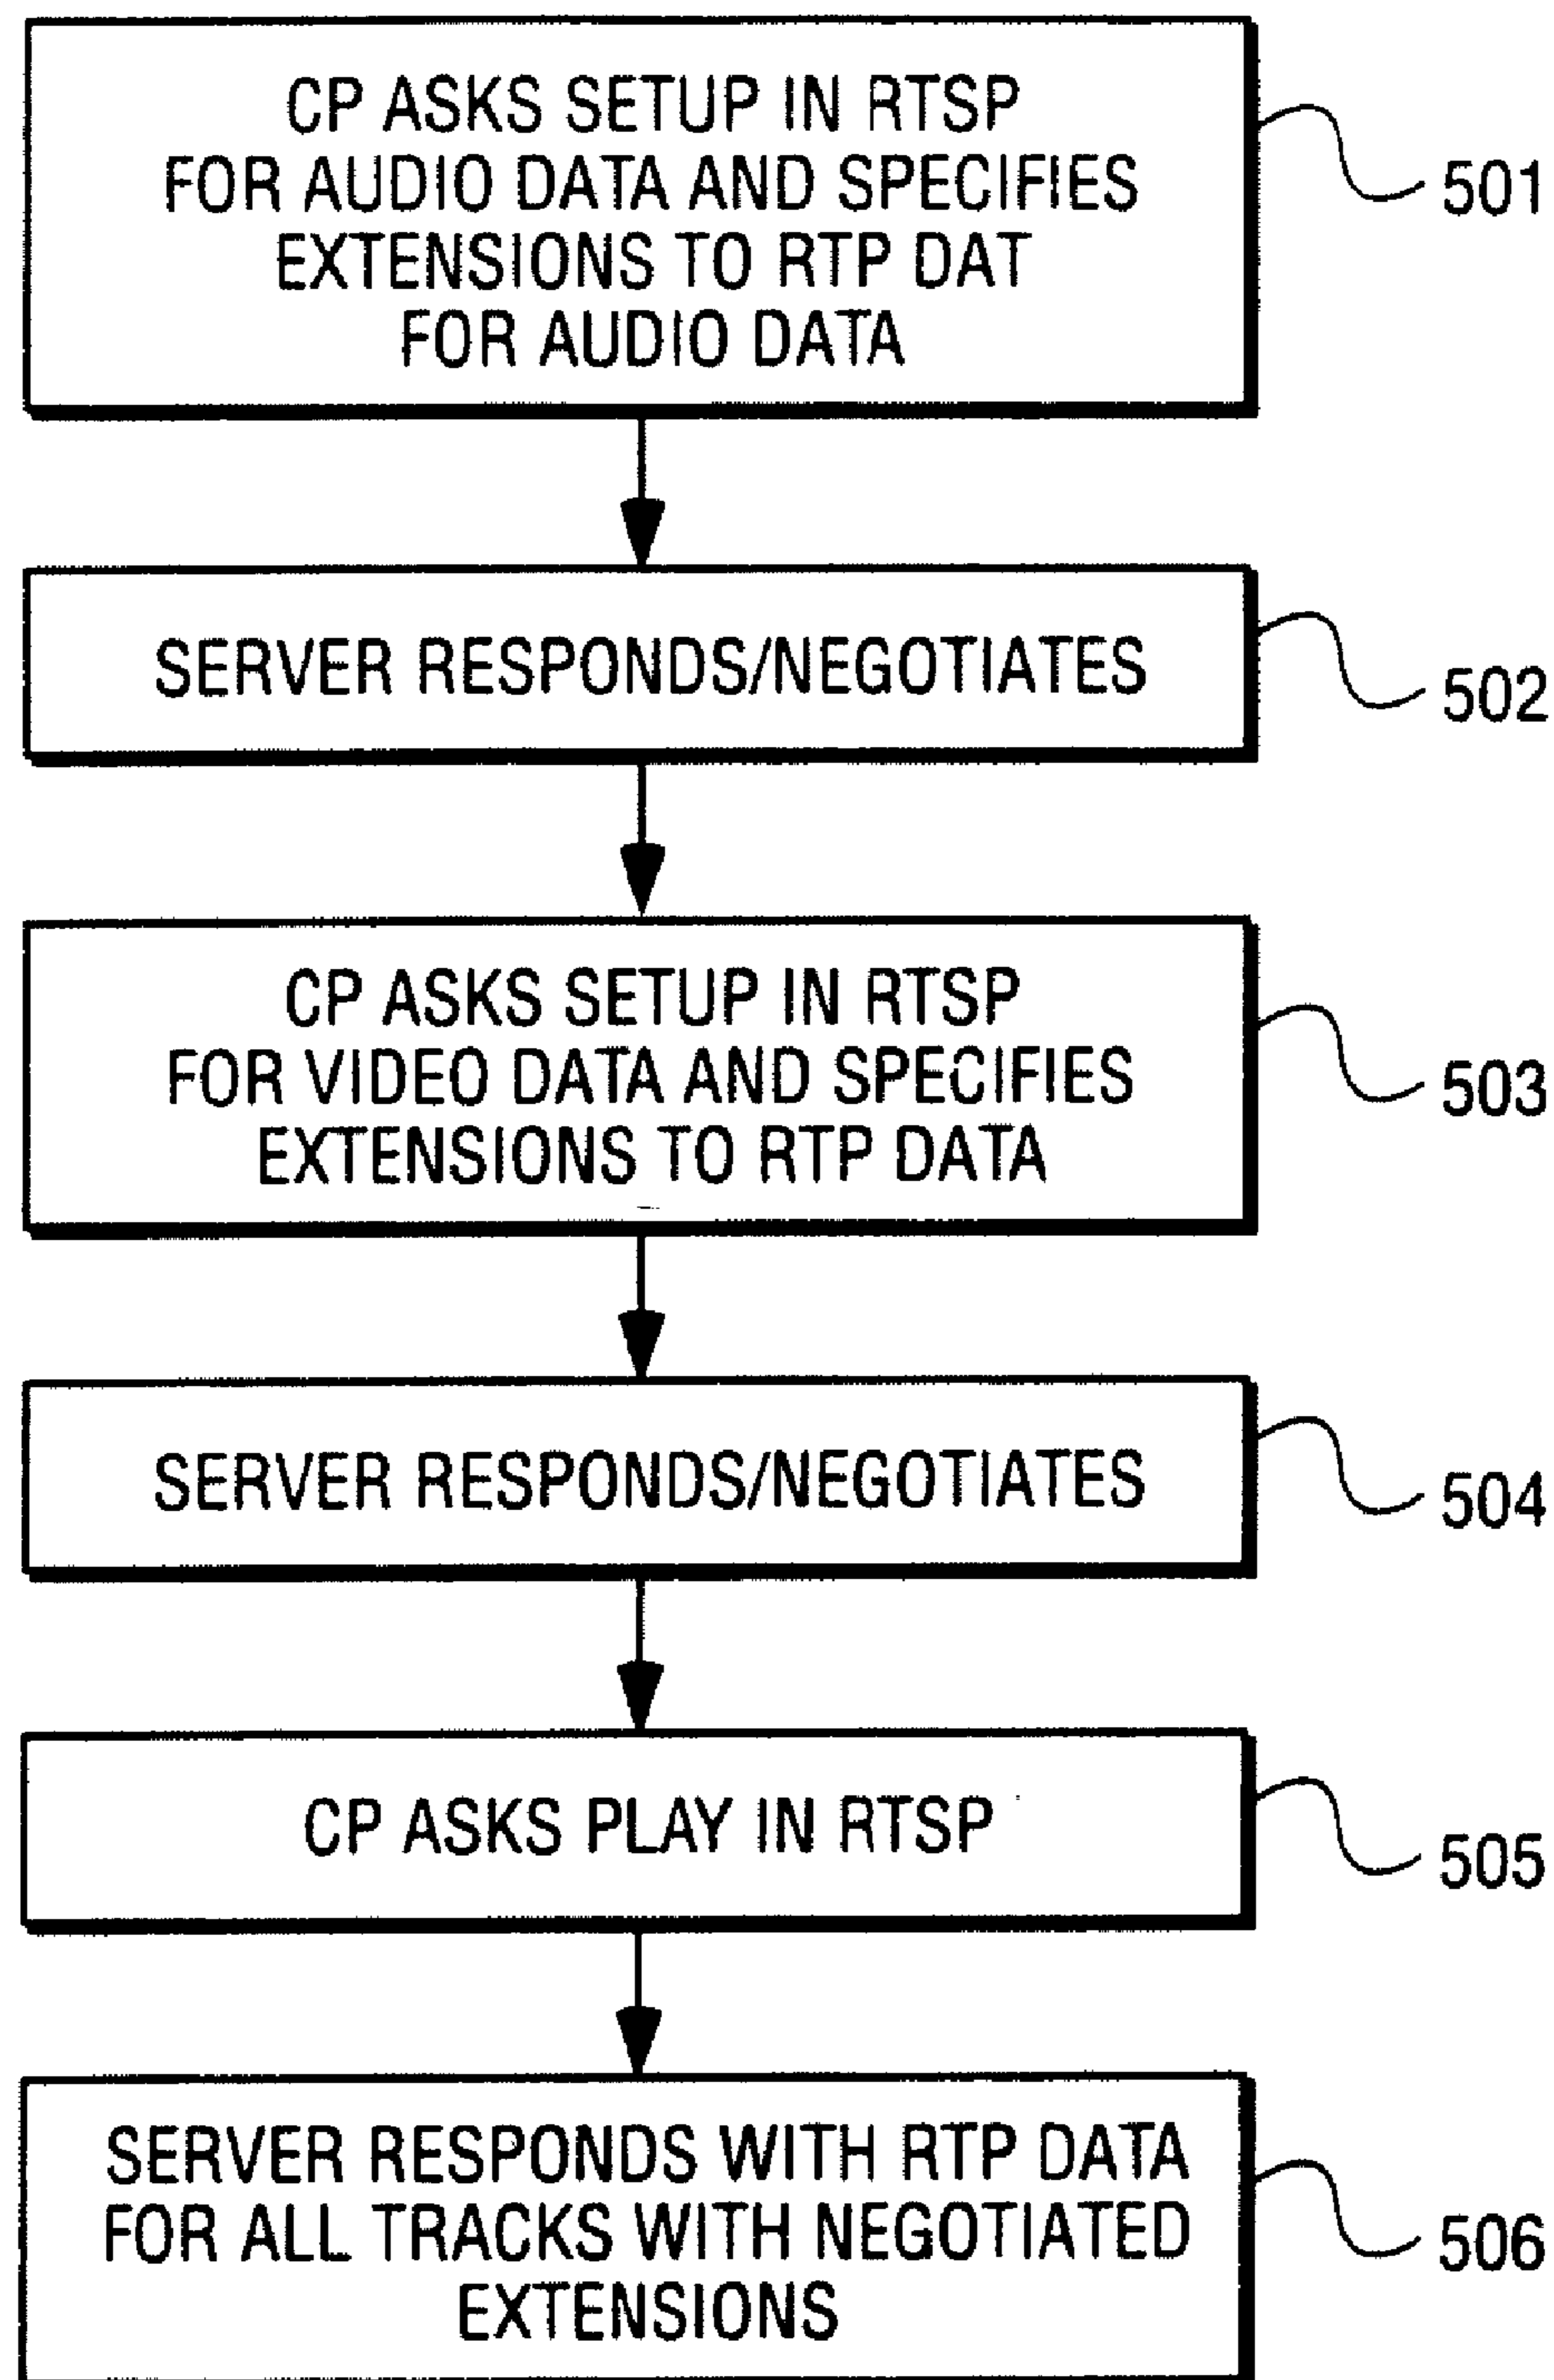 CP ASKS SETUP IN RTSP
FOR AUDIO DATA AND SPECIFIES
EXTENSIONS TO RTP DAT
FOR AUDIO DATA
501
SERVER RESPONDS/NEGOTIATES
502
CP ASKS SETUP IN RTSP
FOR VIDEO DATA AND SPECIFIES
EXTENSIONS TO RTP DATA
503
SERVER RESPONDS/NEGOTIATES
504
CP ASKS PLAY IN RTSP
505
SERVER RESPONDS WITH RTP DATA
FOR ALL TRACKS WITH NEGOTIATED
EXTENSIONS
506